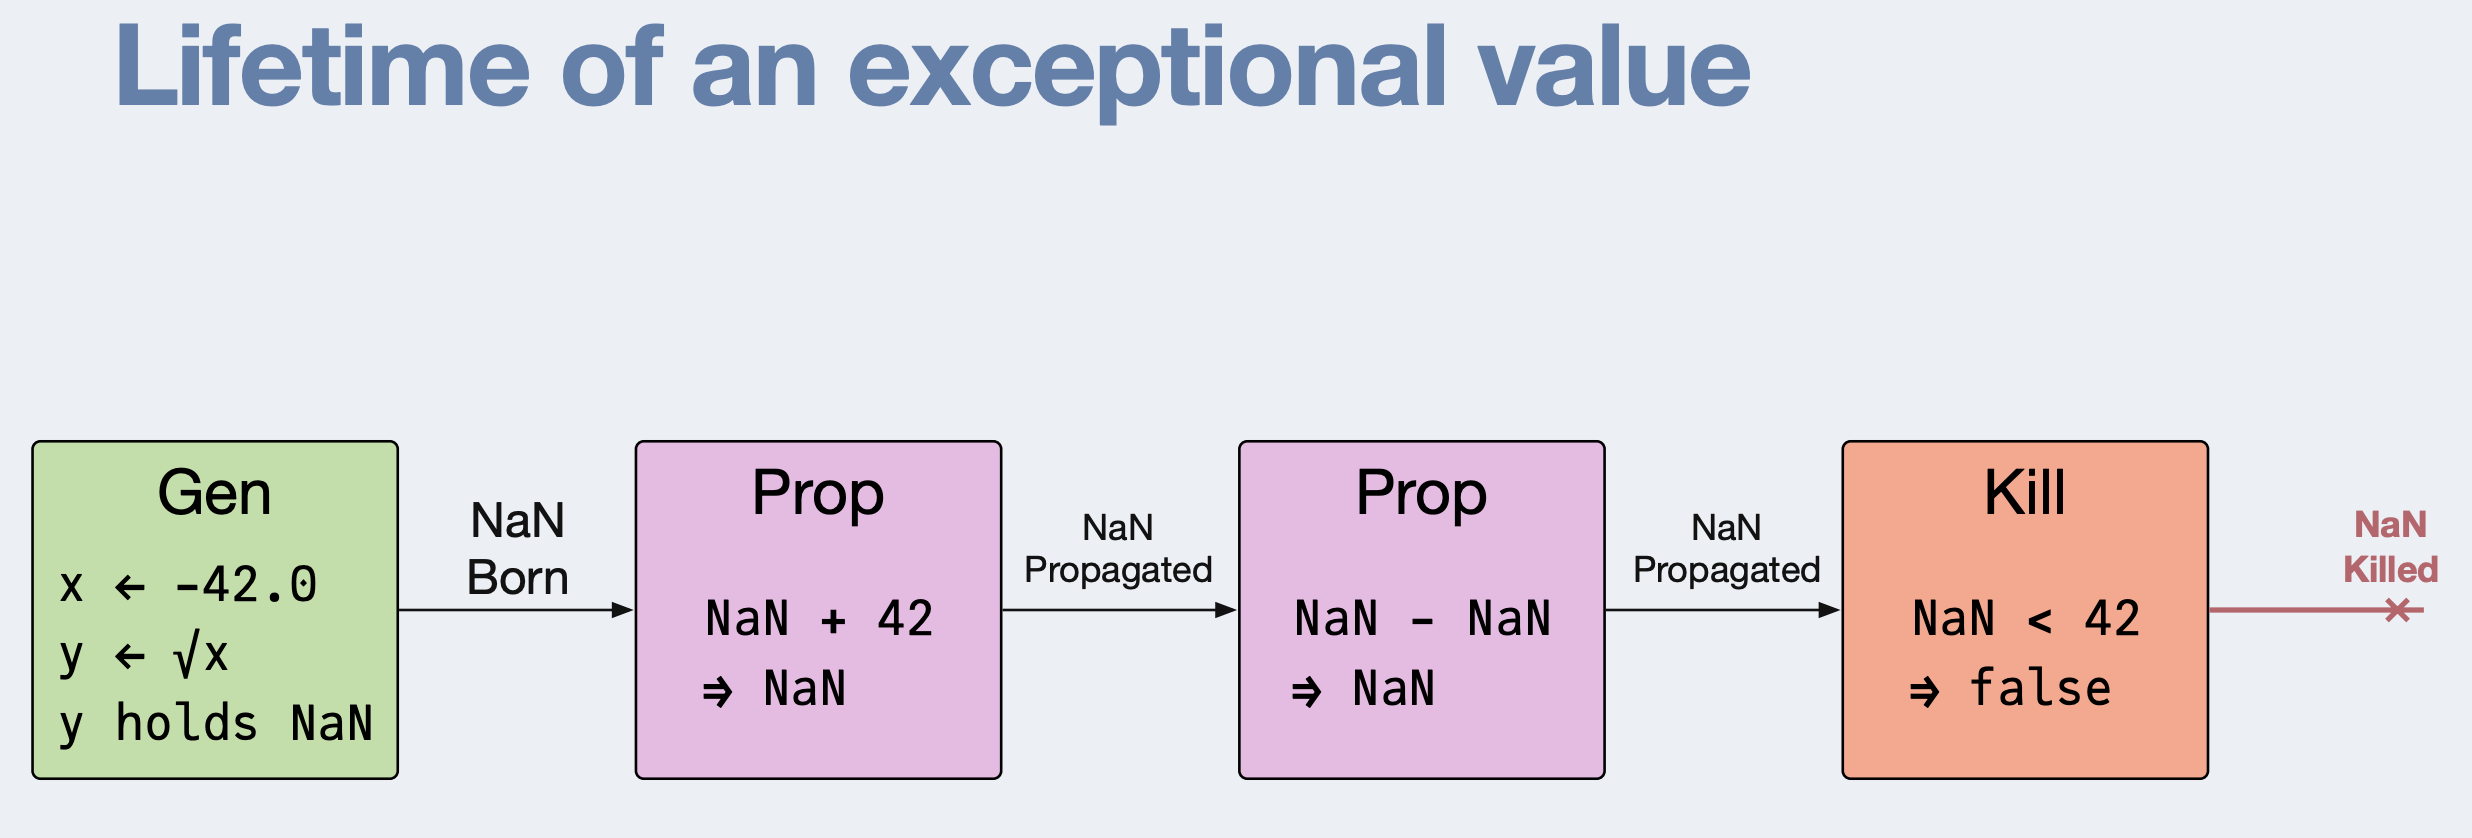 Lifetime of an exceptional value
Gen
x ← -42.0
y ← √x
y holds NaN
NaN
Born
Prop
NaN + 42
⇒ NaN
NaN
Propagated
Prop
NaN - NaN
⇒ NaN
NaN
Propagated
Kill
NaN < 42
⇒ false
NaN
Killed